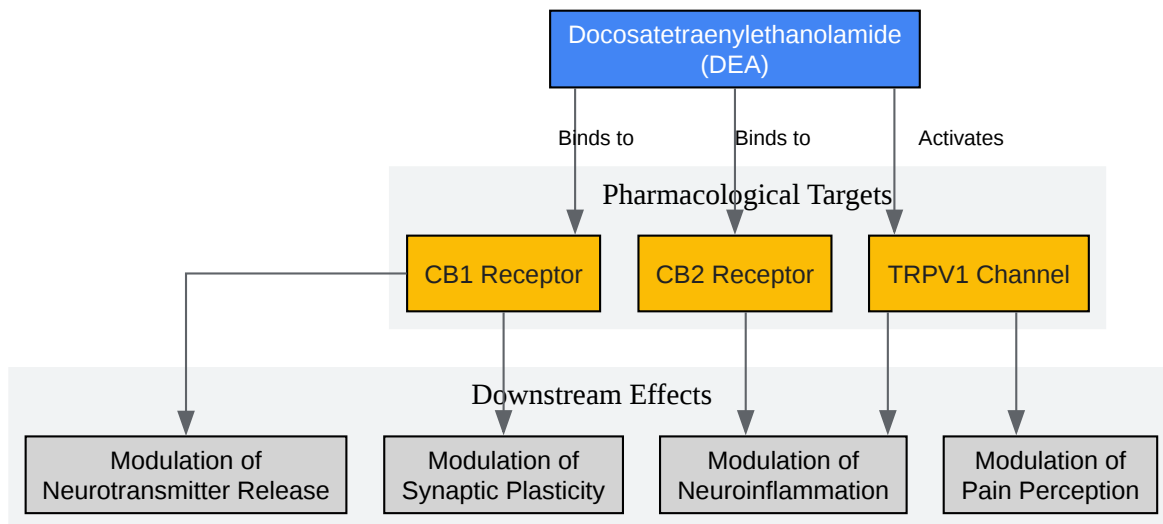 Docosatetraenylethanolamide
(DEA)
Binds to
Binds to
Activates
Pharmacological Targets
CB1 Receptor
CB2 Receptor
TRPV1 Channel
Downstream Effects
Modulation of
Neurotransmitter Release
Modulation of
Synaptic Plasticity
Modulation of
Neuroinflammation
Modulation of
Pain Perception